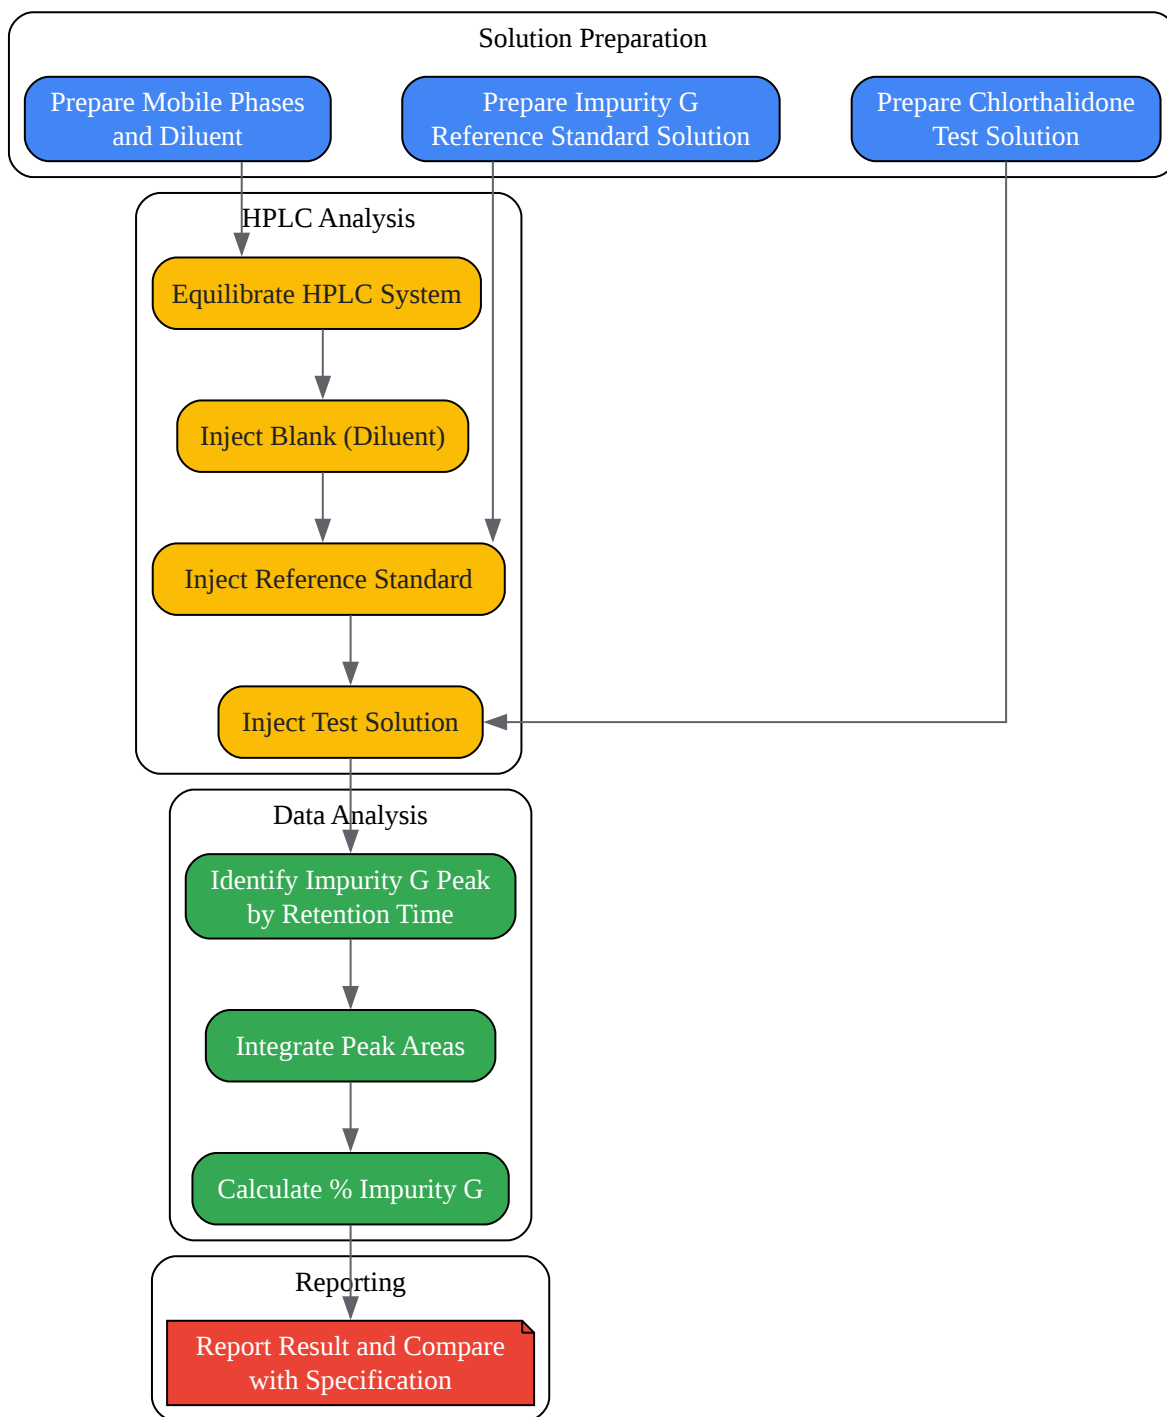 Solution Preparation
Prepare Mobile Phases
and Diluent
Prepare Impurity G
Reference Standard Solution
Prepare Chlorthalidone
Test Solution
HPLC Analysis
Equilibrate HPLC System
Inject Blank (Diluent)
Inject Reference Standard
Inject Test Solution
Data Analysis
Identify Impurity G Peak
by Retention Time
Integrate Peak Areas
Calculate % Impurity G
Reporting
Report Result and Compare
with Specification